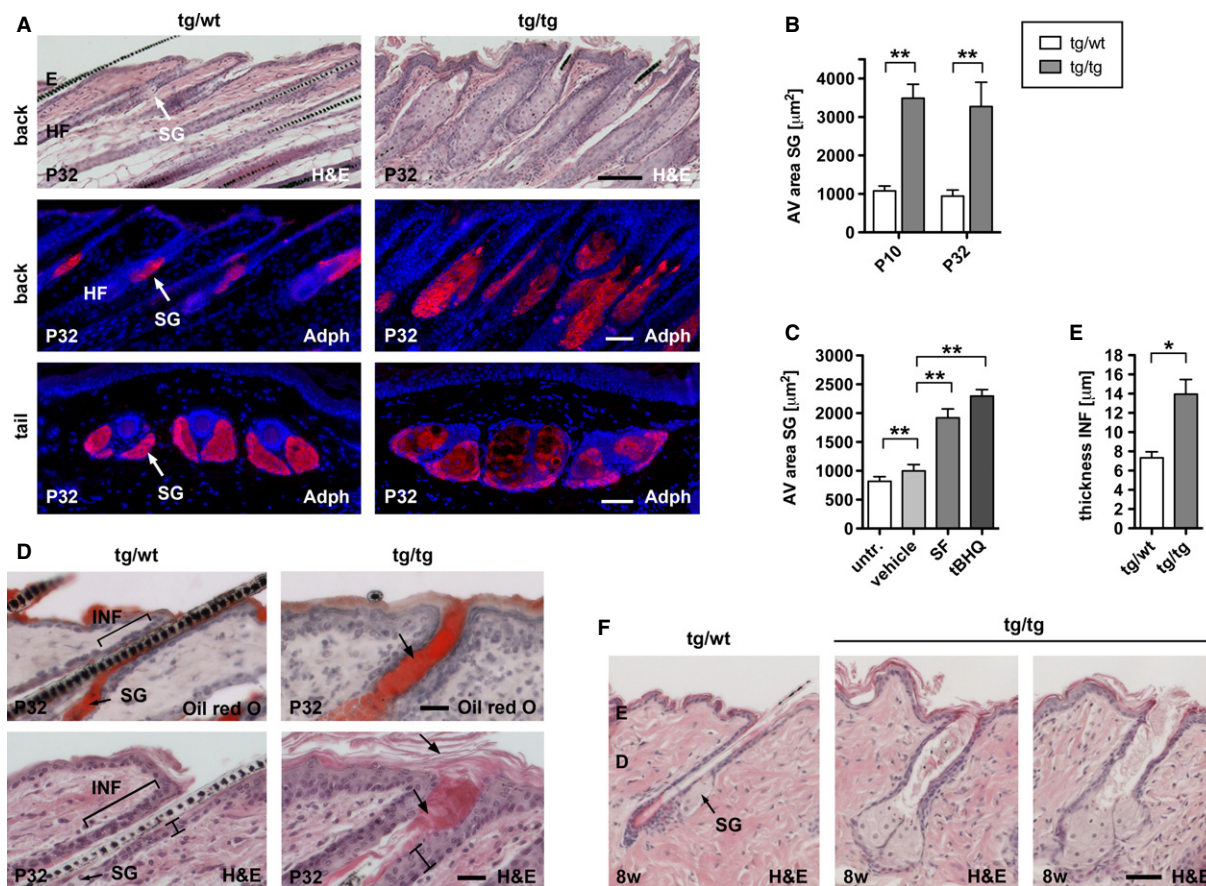 A
tg/wt
tg/tg
back
E
SG
HF
P32
H&E
P32
H&E
back
HF
SG
P32
Adph
P32
Adph
tail
SG
P32
Adph
P32
Adph
B
tg/wt
tg/tg
** **
AV area SG [μm²]
4000
3000
2000
1000
0
P10
P32
C
**
**
**
AV area SG [μm²]
3000
2500
2000
1500
1000
500
0
untr.
vehicle
SF
tBHQ
E
*
thickness INF [μm]
18
16
14
12
10
8
6
4
2
0
tg/wt
tg/tg
D
tg/wt
tg/tg
INF
SG
P32
Oil red O
P32
Oil red O
INF
P32
SG
H&E
P32
H&E
F
tg/wt
tg/tg
E
D
SG
8w
H&E
8w
H&E
8w
H&E